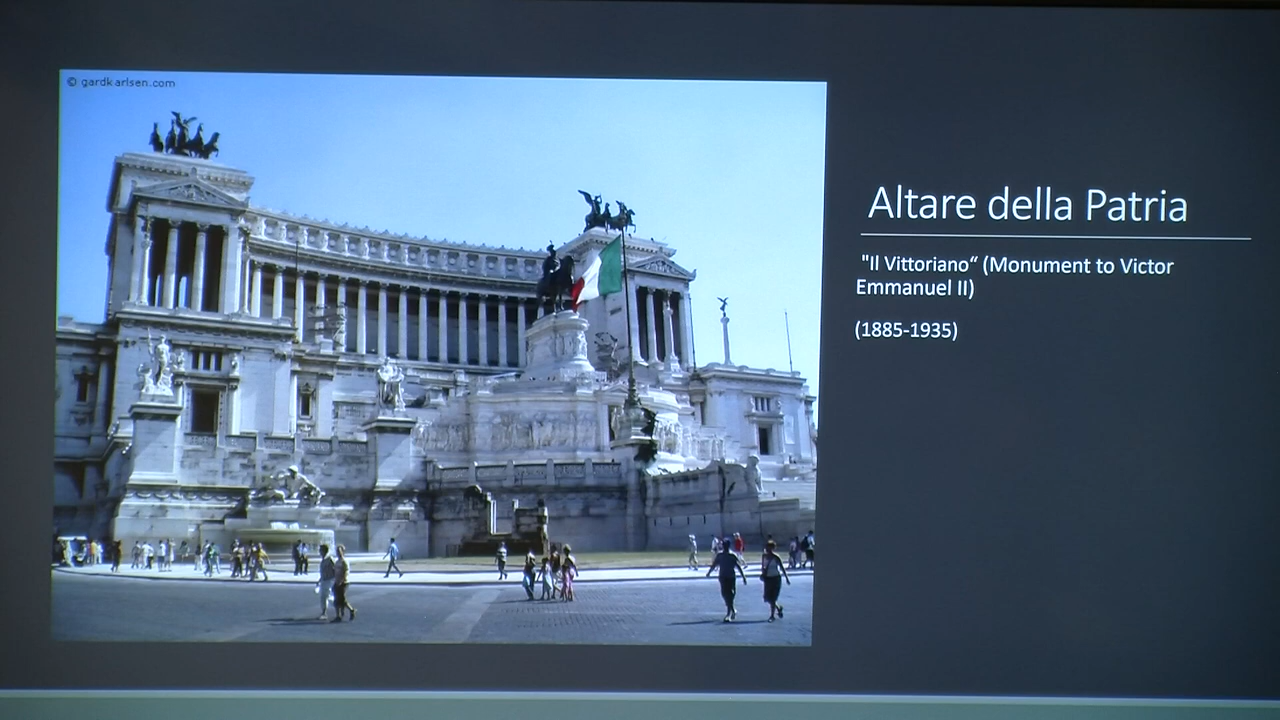 © gardkarlsen.com
Altare della Patria
"Il Vittoriano“ (Monument to Victor
Emmanuel II)
(1885-1935)